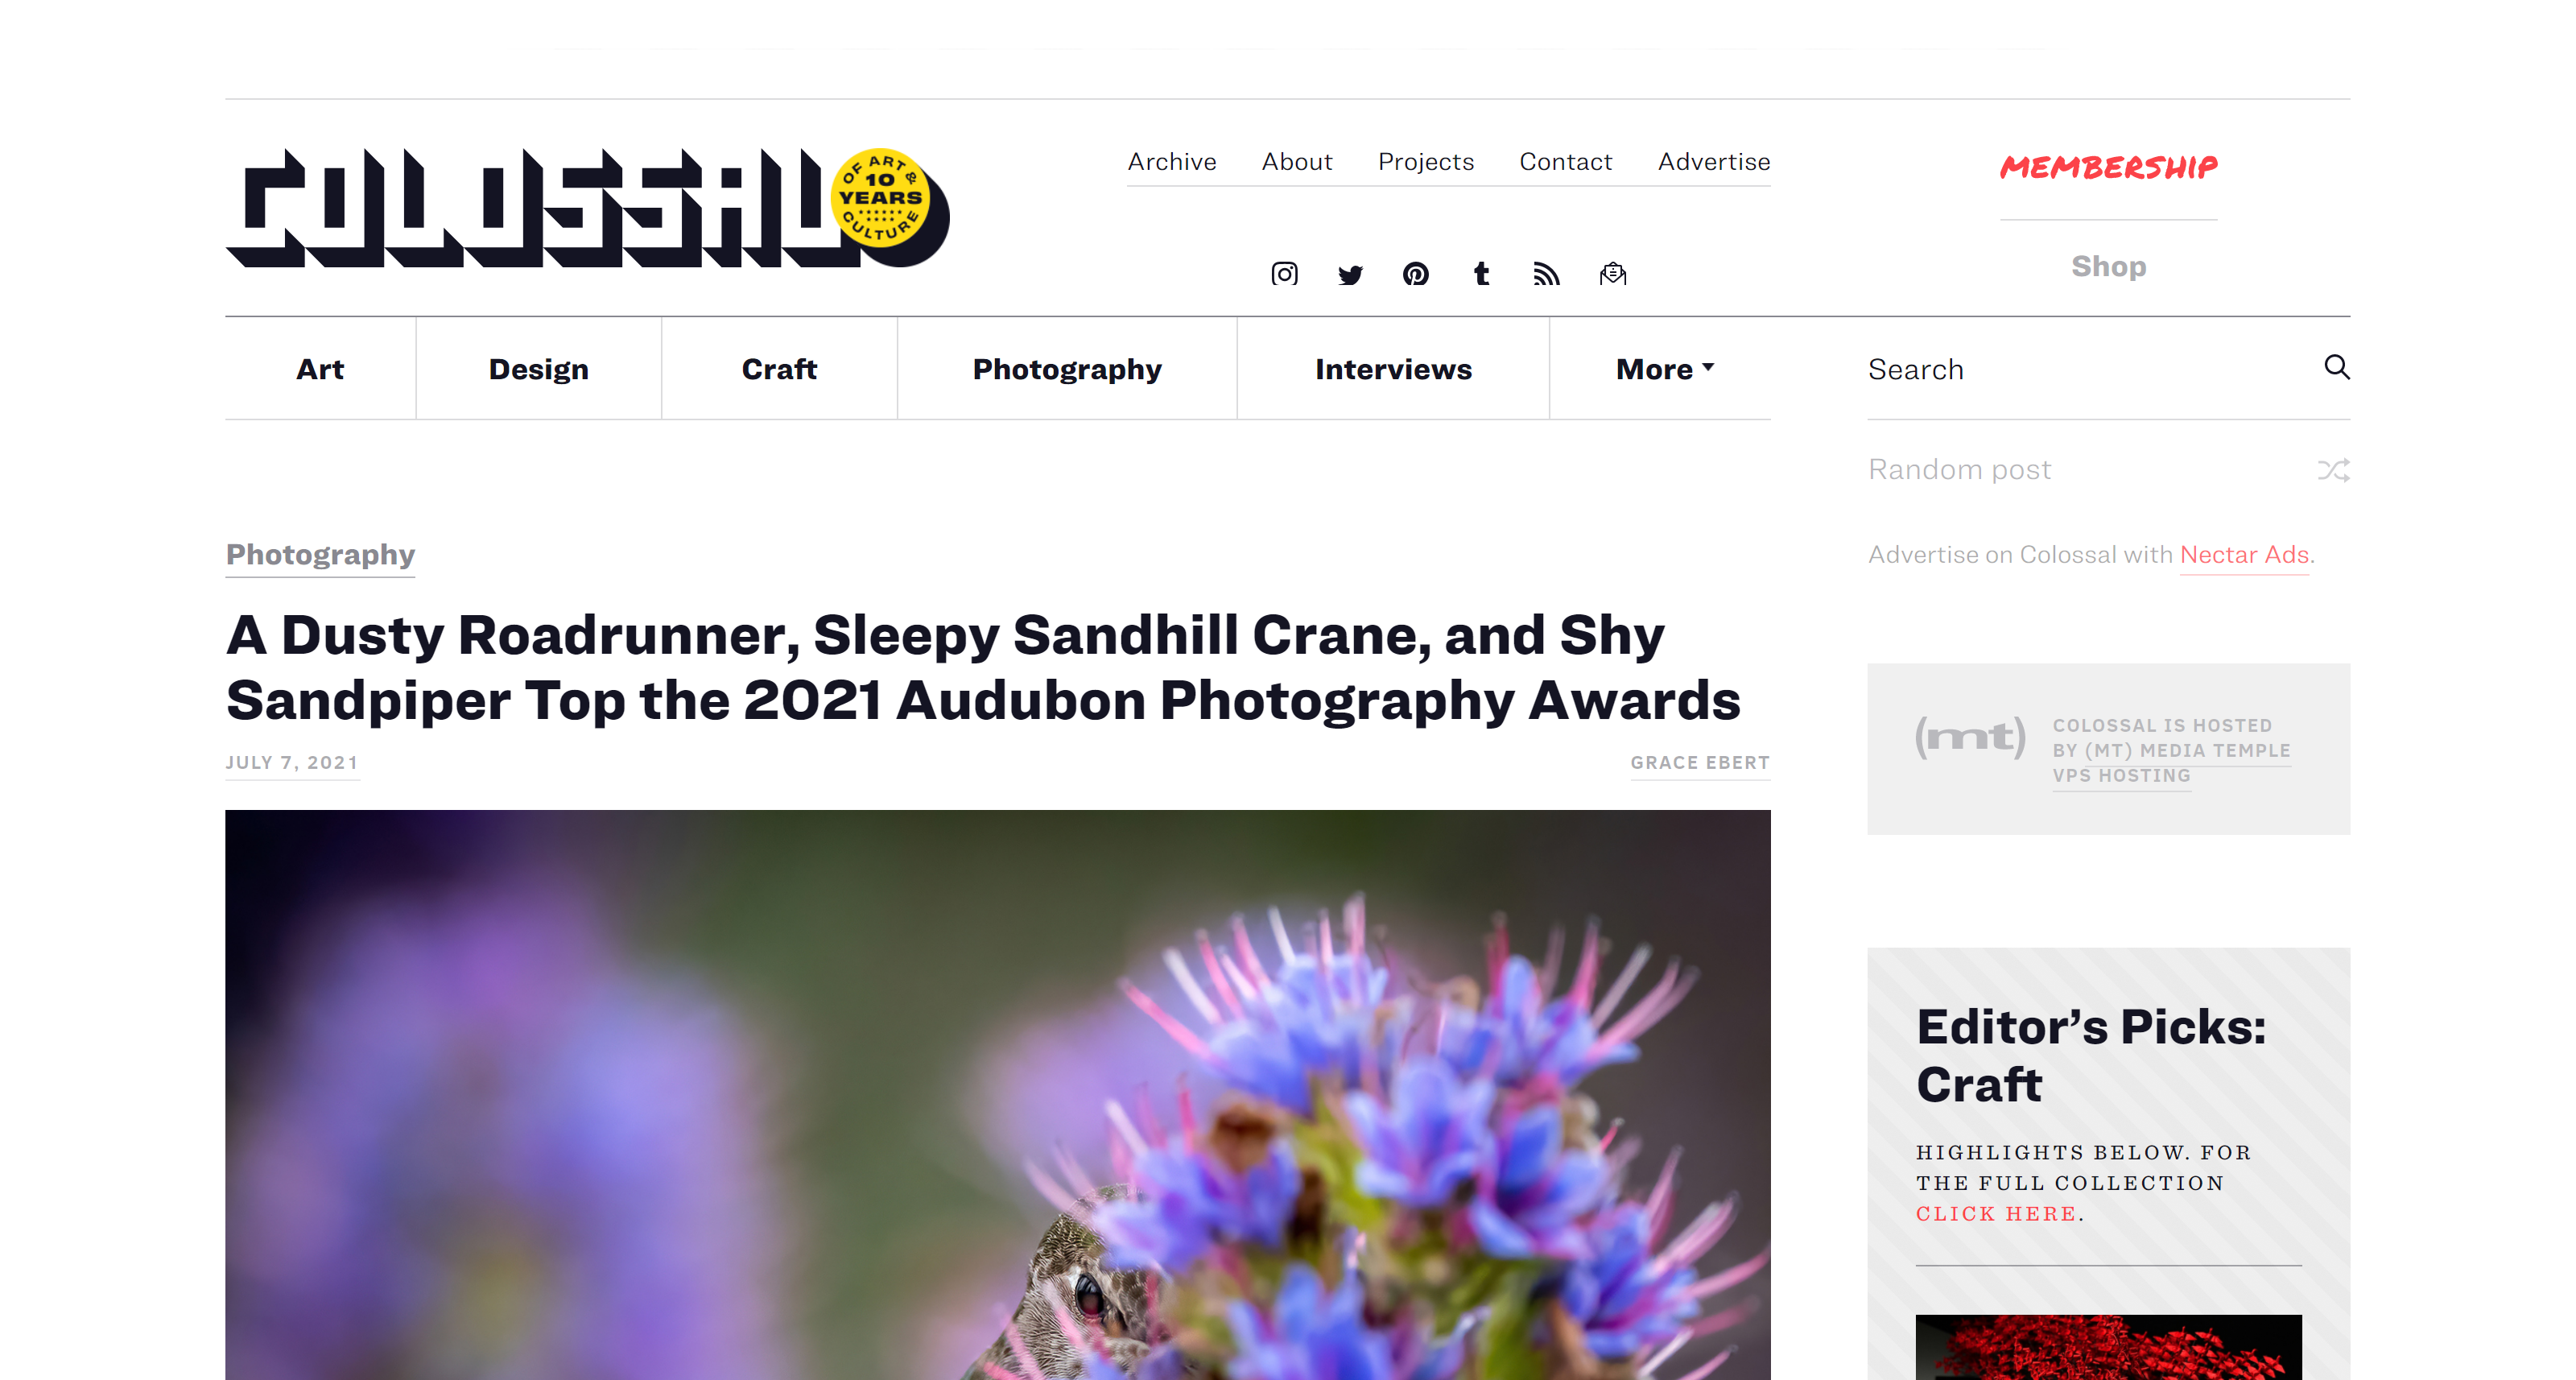 COLOSSAL
OF ART &
10
YEARS
CULTURE
Archive About Projects Contact Advertise
MEMBERSHIP
Shop
Art Design Craft Photography Interviews More
Search
Random post
Advertise on Colossal with Nectar Ads.
Photography
A Dusty Roadrunner, Sleepy Sandhill Crane, and Shy
Sandpiper Top the 2021 Audubon Photography Awards
JULY 7, 2021
GRACE EBERT
(mt)
COLOSSAL IS HOSTED
BY (MT) MEDIA TEMPLE
VPS HOSTING
Editor’s Picks:
Craft
HIGHLIGHTS BELOW. FOR
THE FULL COLLECTION
CLICK HERE.